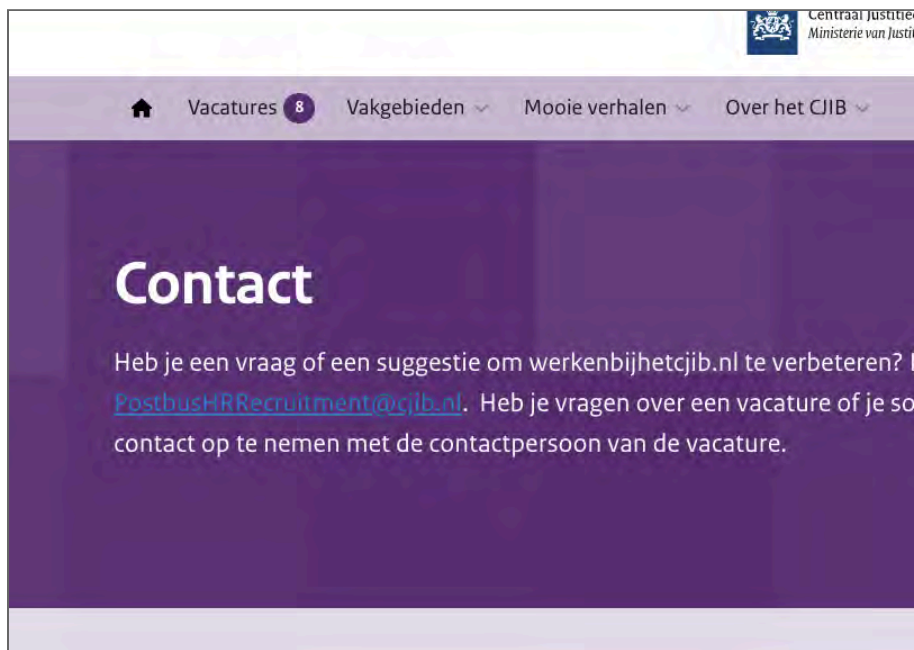 Centraal Justitie
Ministerie van Justit
Vacatures 8 Vakgebieden Mooie verhalen Over het CJIB
Contact
Heb je een vraag of een suggestie om werkenbijhetcjib.nl te verbeteren?
PostbusHRRecruitment@cjib.nl. Heb je vragen over een vacature of je so
contact op te nemen met de contactpersoon van de vacature.